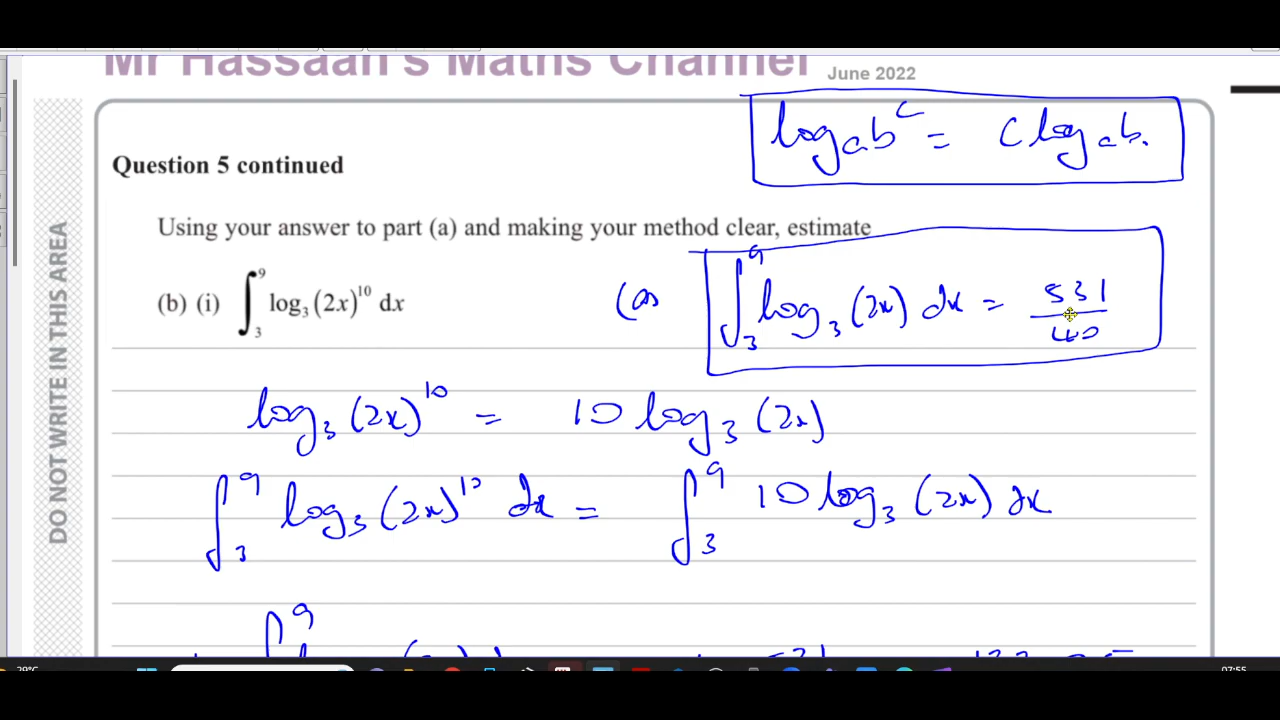 Mr Hassaan's Maths Channel
June 2022
log_a b^c = c log_a b.
Question 5 continued
Using your answer to part (a) and making your method clear, estimate
(b) (i) ∫_3^9 log_3 (2x)^10 dx
(a) ∫_3^9 log_3 (2x) dx = 531/40
log_3 (2x)^10 = 10 log_3 (2x)
∫_3^9 log_3 (2x)^10 dx = ∫_3^9 10 log_3 (2x) dx
DO NOT WRITE IN THIS AREA
29°C
07:55